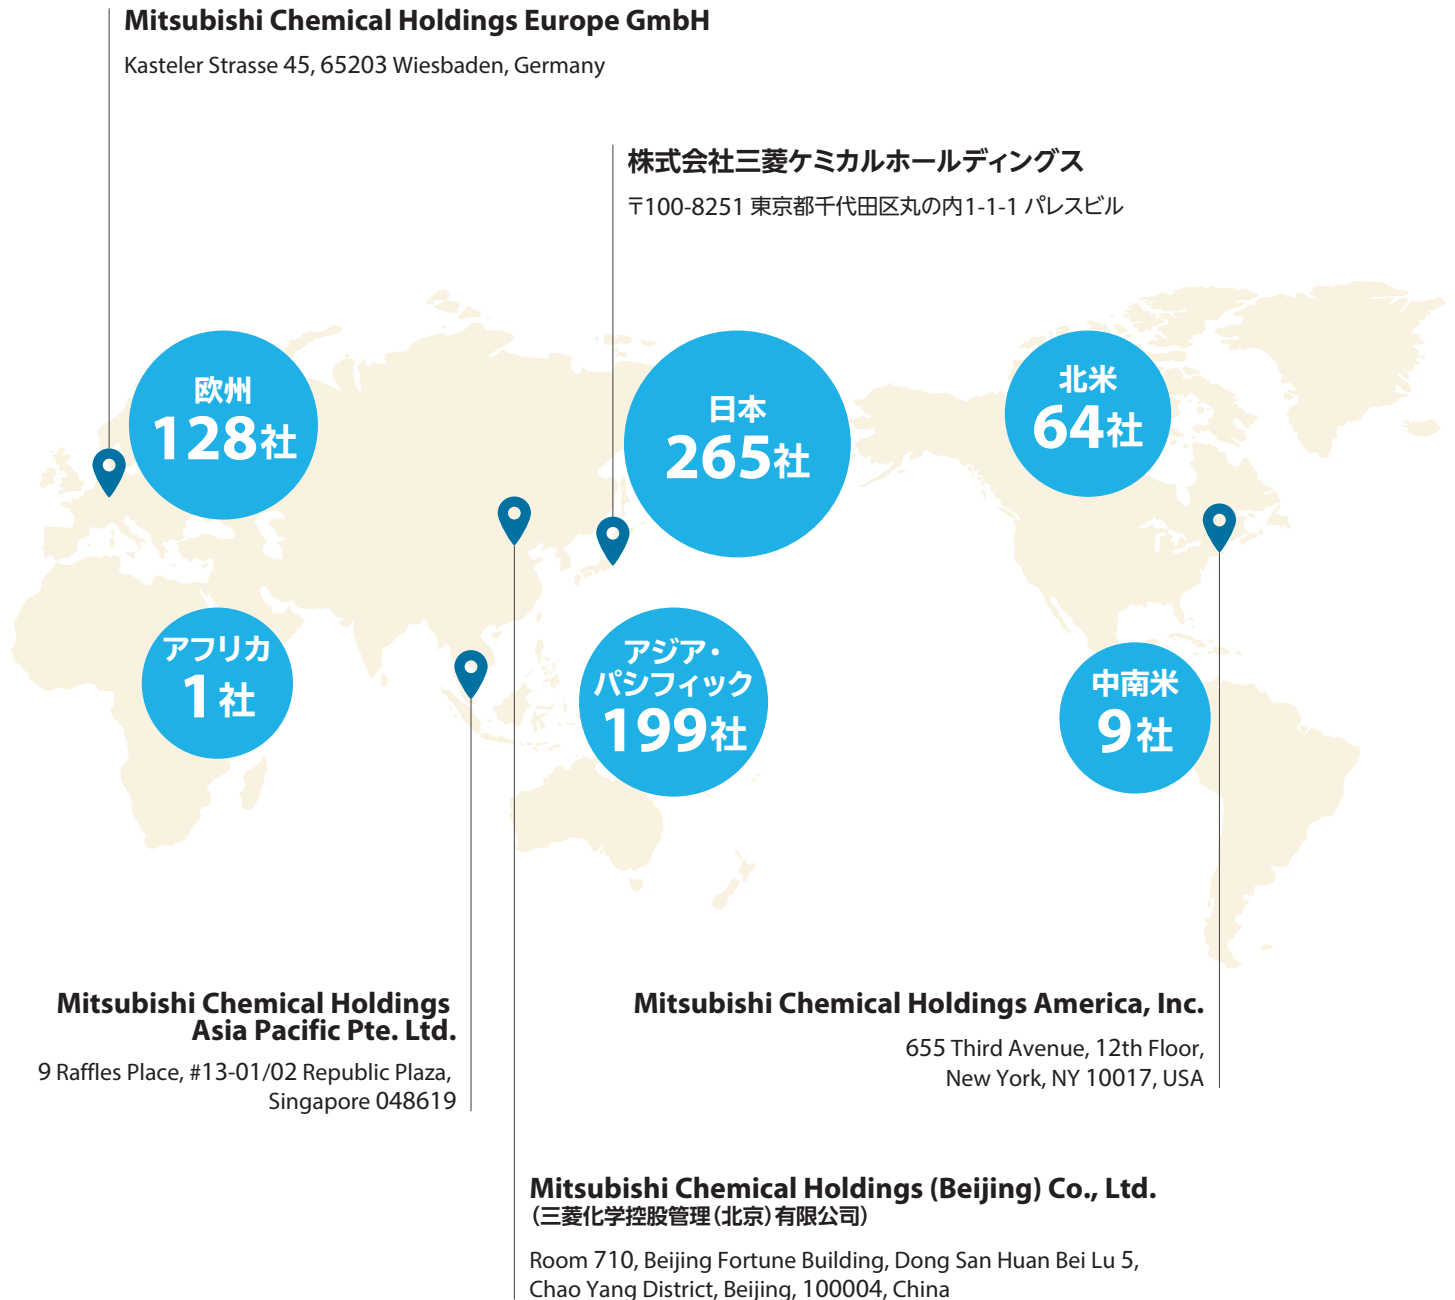 Mitsubishi Chemical Holdings Europe GmbH
Kasteler Strasse 45, 65203 Wiesbaden, Germany
株式会社三菱ケミカルホールディングス
〒100-8251 東京都千代田区丸の内1-1-1 パレスビル
欧州
128社
日本
265社
北米
64社
アフリカ
1社
アジア・
パシフィック
199社
中南米
9社
Mitsubishi Chemical Holdings
Asia Pacific Pte. Ltd.
9 Raffles Place, #13-01/02 Republic Plaza,
Singapore 048619
Mitsubishi Chemical Holdings America, Inc.
655 Third Avenue, 12th Floor,
New York, NY 10017, USA
Mitsubishi Chemical Holdings (Beijing) Co., Ltd.
（三菱化学控股管理（北京）有限公司）
Room 710, Beijing Fortune Building, Dong San Huan Bei Lu 5,
Chao Yang District, Beijing, 100004, China